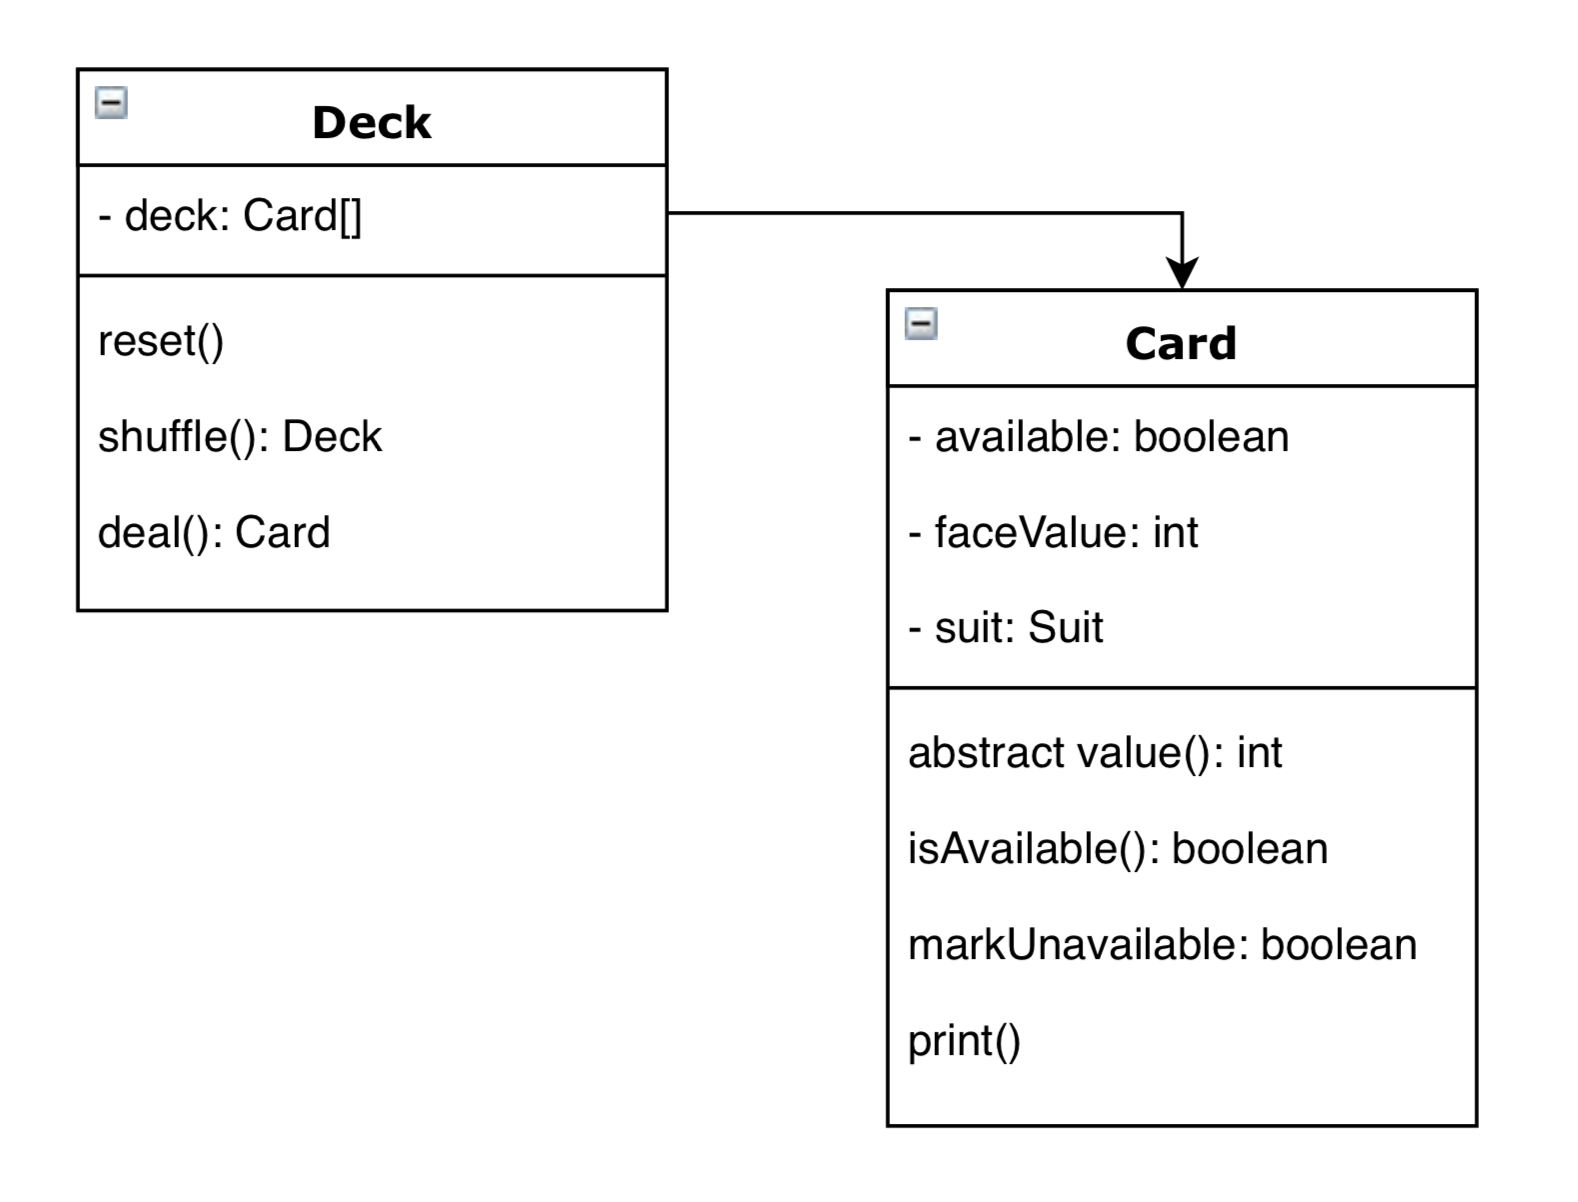 Deck
- deck: Card[]
reset()
shuffle(): Deck
deal(): Card
Card
- available: boolean
- faceValue: int
- suit: Suit
abstract value(): int
isAvailable(): boolean
markUnavailable: boolean
print()